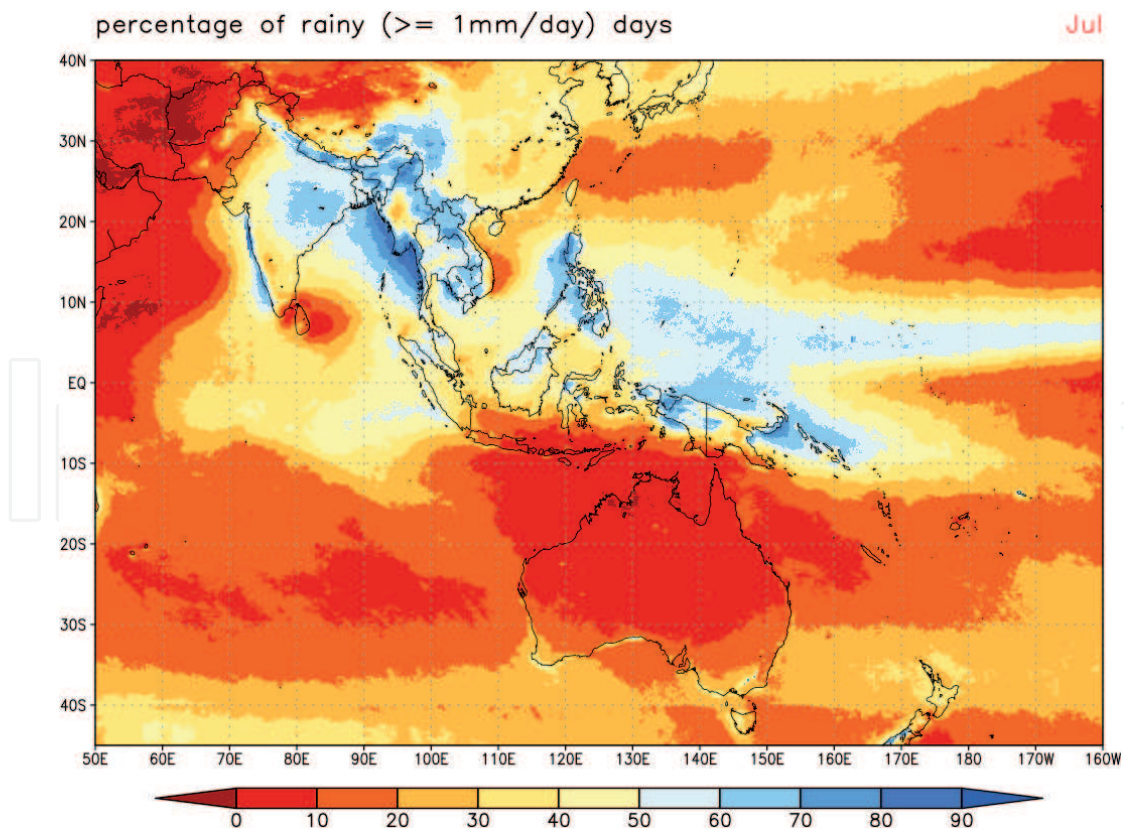 percentage of rainy (>= 1mm/day) days
Jul
40N
30N
20N
10N
EQ
10S
20S
30S
40S
50E 60E 70E 80E 90E 100E 110E 120E 130E 140E 150E 160E 170E 180 170W 160W
0 10 20 30 40 50 60 70 80 90